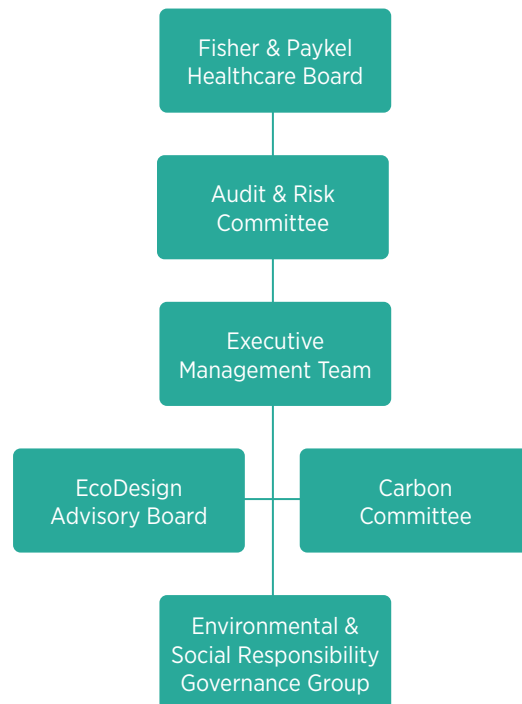 Fisher & Paykel
Healthcare Board
Audit & Risk
Committee
Executive
Management Team
EcoDesign
Advisory Board
Carbon
Committee
Environmental &
Social Responsibility
Governance Group